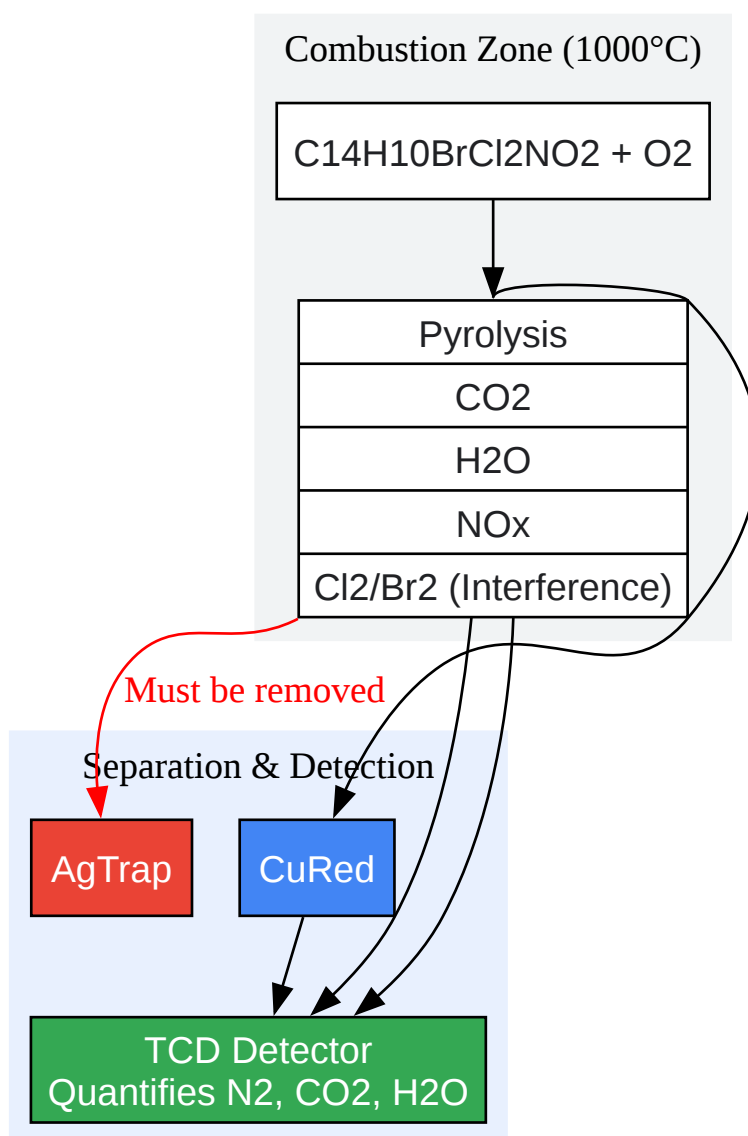 Combustion Zone (1000°C)
C14H10BrCl2NO2 + O2
Pyrolysis
CO2
H2O
NOx
Cl2/Br2 (Interference)
Must be removed
Separation & Detection
AgTrap
CuRed
TCD Detector
Quantifies N2, CO2, H2O